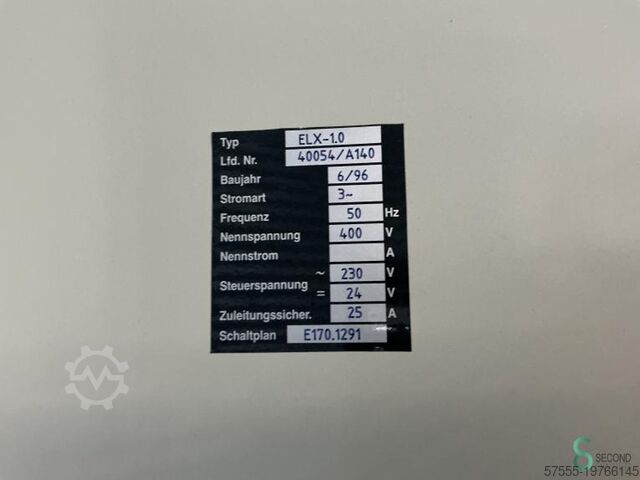 Typ ELX-1.0
Lfd. Nr. 40054/A140
Baujahr 6/96
Stromart 3~
Frequenz 50 Hz
Nennspannung 400 V
Nennstrom A
~ 230 V
Steuerspannung
= 24 V
Zuleitungssicher. 25 A
Schaltplan E170.1291
SECOND
57555-19766145